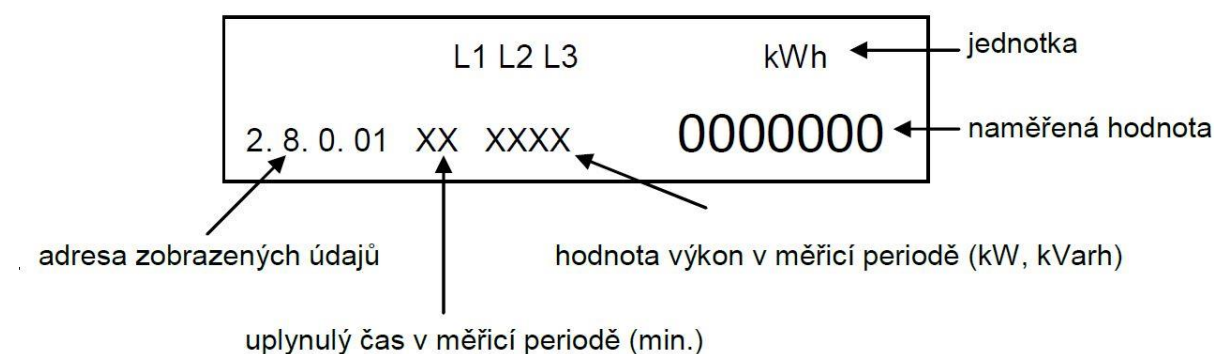 L1 L2 L3 kWh jednotka
2. 8. 0. 01 XX XXXX 0000000 naměřená hodnota
adresa zobrazených údajů hodnota výkon v měřicí periodě (kW, kVarh)
uplynulý čas v měřicí periodě (min.)